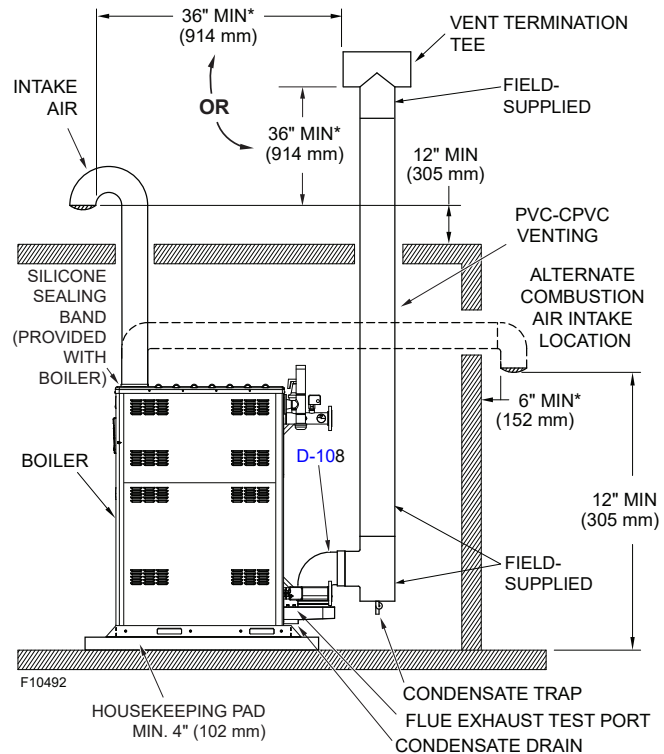 36" MIN*
(914 mm)
VENT TERMINATION
TEE
INTAKE
AIR
OR
FIELD-
SUPPLIED
36" MIN*
(914 mm)
12" MIN
(305 mm)
PVC-CPVC
VENTING
SILICONE
SEALING
BAND
(PROVIDED
WITH
BOILER)
ALTERNATE
COMBUSTION
AIR INTAKE
LOCATION
6" MIN*
(152 mm)
BOILER
D-108
12" MIN
(305 mm)
FIELD-
SUPPLIED
F10492
HOUSEKEEPING PAD
MIN. 4" (102 mm)
CONDENSATE TRAP
FLUE EXHAUST TEST PORT
CONDENSATE DRAIN